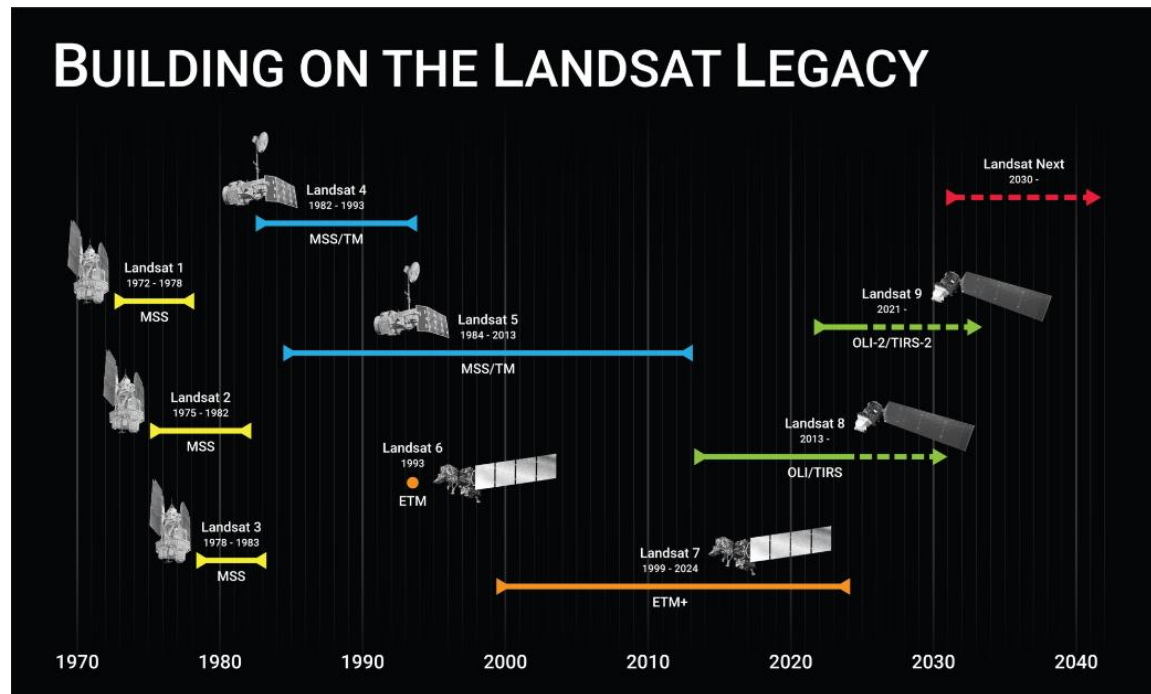 BUILDING ON THE LANDSAT LEGACY
Landsat 4
1982 - 1993
MSS/TM
Landsat Next
2030 -
Landsat 1
1972 - 1978
MSS
Landsat 9
2021 -
OLI-2/TIRS-2
Landsat 5
1984 - 2013
MSS/TM
Landsat 2
1975 - 1982
MSS
Landsat 8
2013 -
OLI/TIRS
Landsat 6
1993
ETM
Landsat 3
1978 - 1983
MSS
Landsat 7
1999 - 2024
ETM+
1970 1980 1990 2000 2010 2020 2030 2040